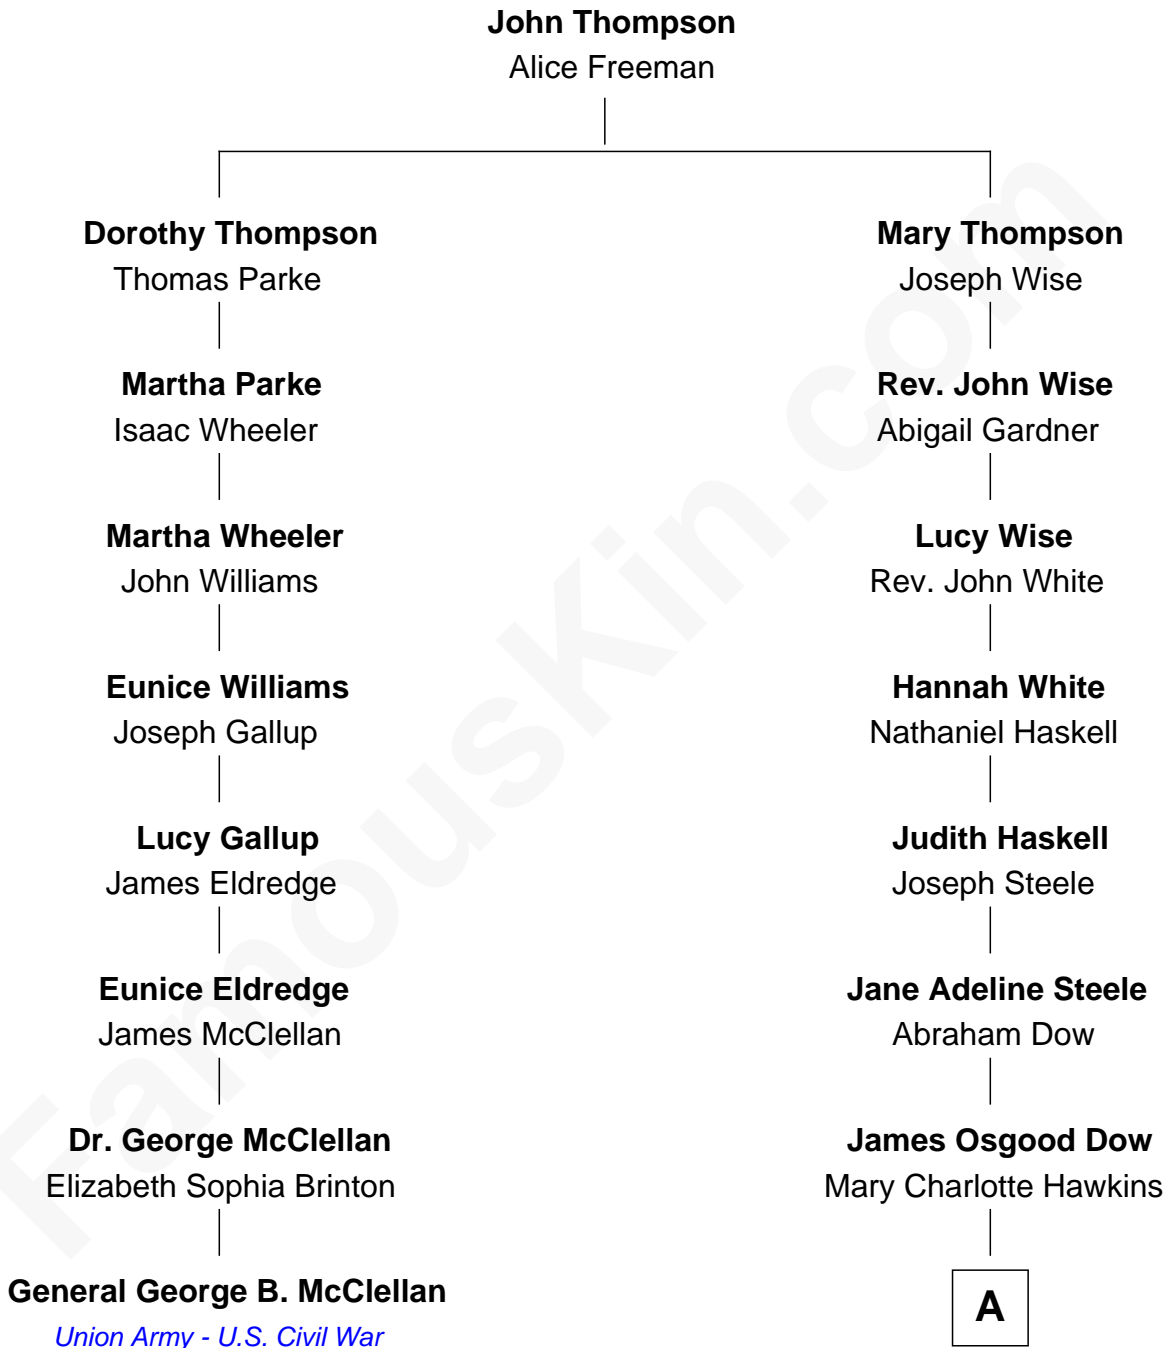 John Thompson
Alice Freeman
Dorothy Thompson
Thomas Parke
Mary Thompson
Joseph Wise
Martha Parke
Isaac Wheeler
Rev. John Wise
Abigail Gardner
Martha Wheeler
John Williams
Lucy Wise
Rev. John White
Eunice Williams
Joseph Gallup
Hannah White
Nathaniel Haskell
Lucy Gallup
James Eldredge
Judith Haskell
Joseph Steele
Eunice Eldredge
James McClellan
Jane Adeline Steele
Abraham Dow
Dr. George McClellan
Elizabeth Sophia Brinton
James Osgood Dow
Mary Charlotte Hawkins
General George B. McClellan
Union Army - U.S. Civil War
A
FamousKin.com